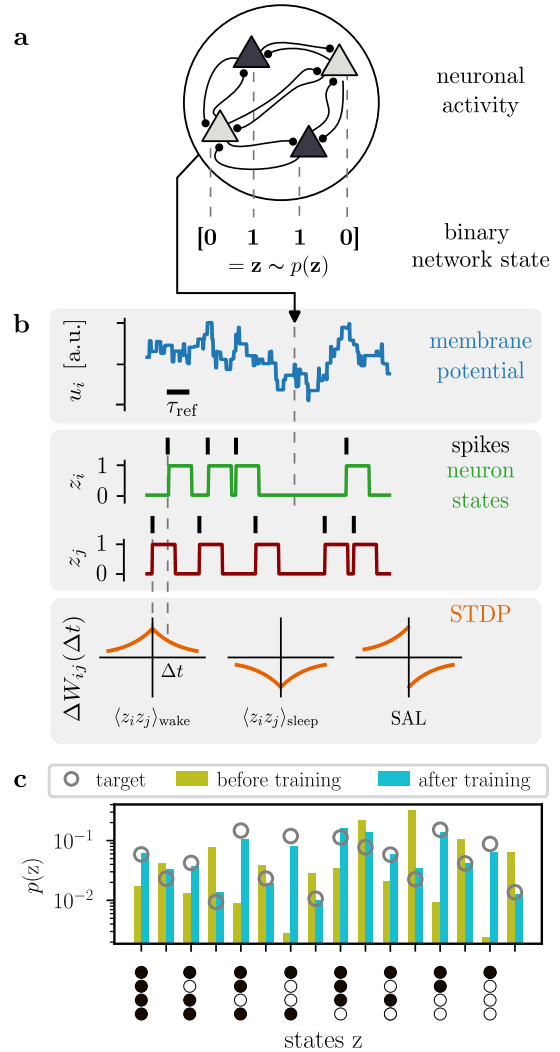 a
neuronal
activity
[0 1 1 0]
= z ∼ p(z)
binary
network state
b
u_i [a.u.]
τ_ref
membrane
potential
z_i
1
0
spikes
neuron
states
z_j
1
0
ΔW_ij(Δt)
STDP
Δt
⟨z_i z_j⟩_wake
⟨z_i z_j⟩_sleep
SAL
c
target
before training
after training
p(z)
10⁻¹
10⁻²
states z